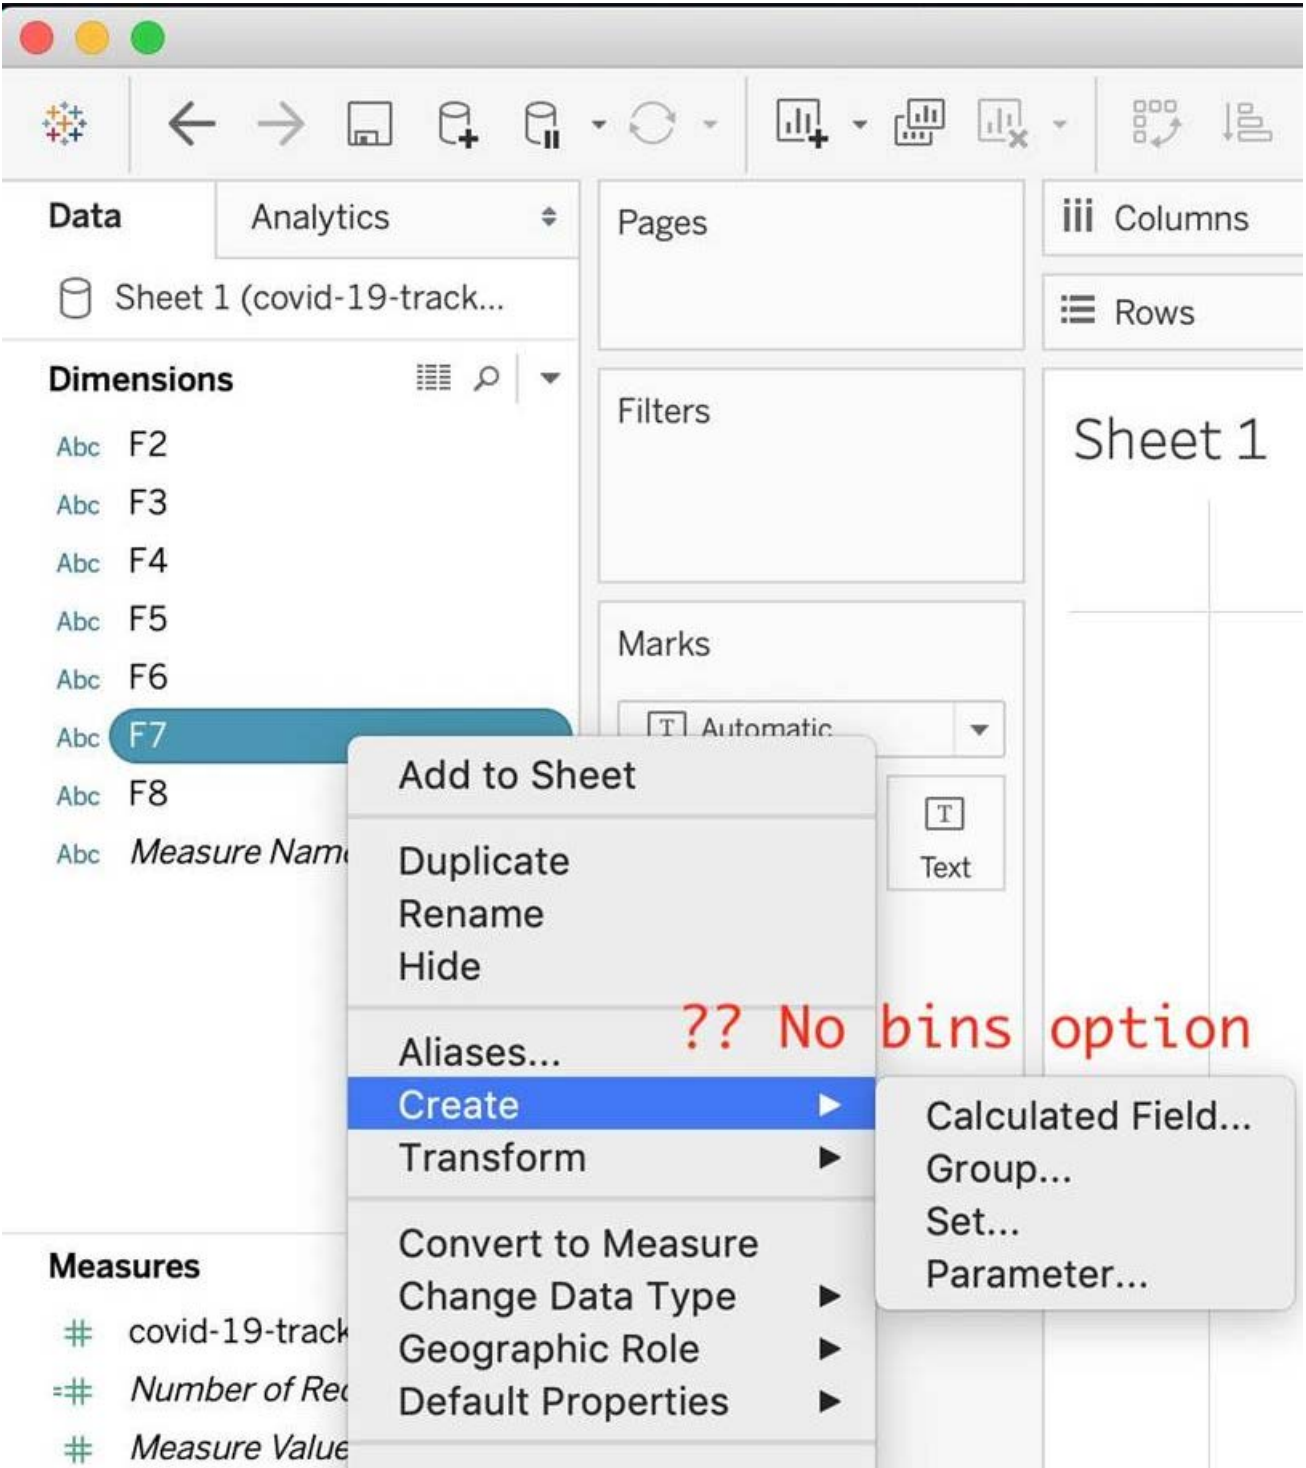 Data
Analytics
Sheet 1 (covid-19-track...
Dimensions
Abc F2
Abc F3
Abc F4
Abc F5
Abc F6
Abc F7
Abc F8
Abc Measure Nam
Measures
covid-19-track
Number of Rec
Measure Value
Pages
Filters
Marks
T Automatic
T
Text
Columns
Rows
Sheet 1
Add to Sheet
Duplicate
Rename
Hide
Aliases...
Create
Transform
Convert to Measure
Change Data Type
Geographic Role
Default Properties
?? No bins option
Calculated Field...
Group...
Set...
Parameter...